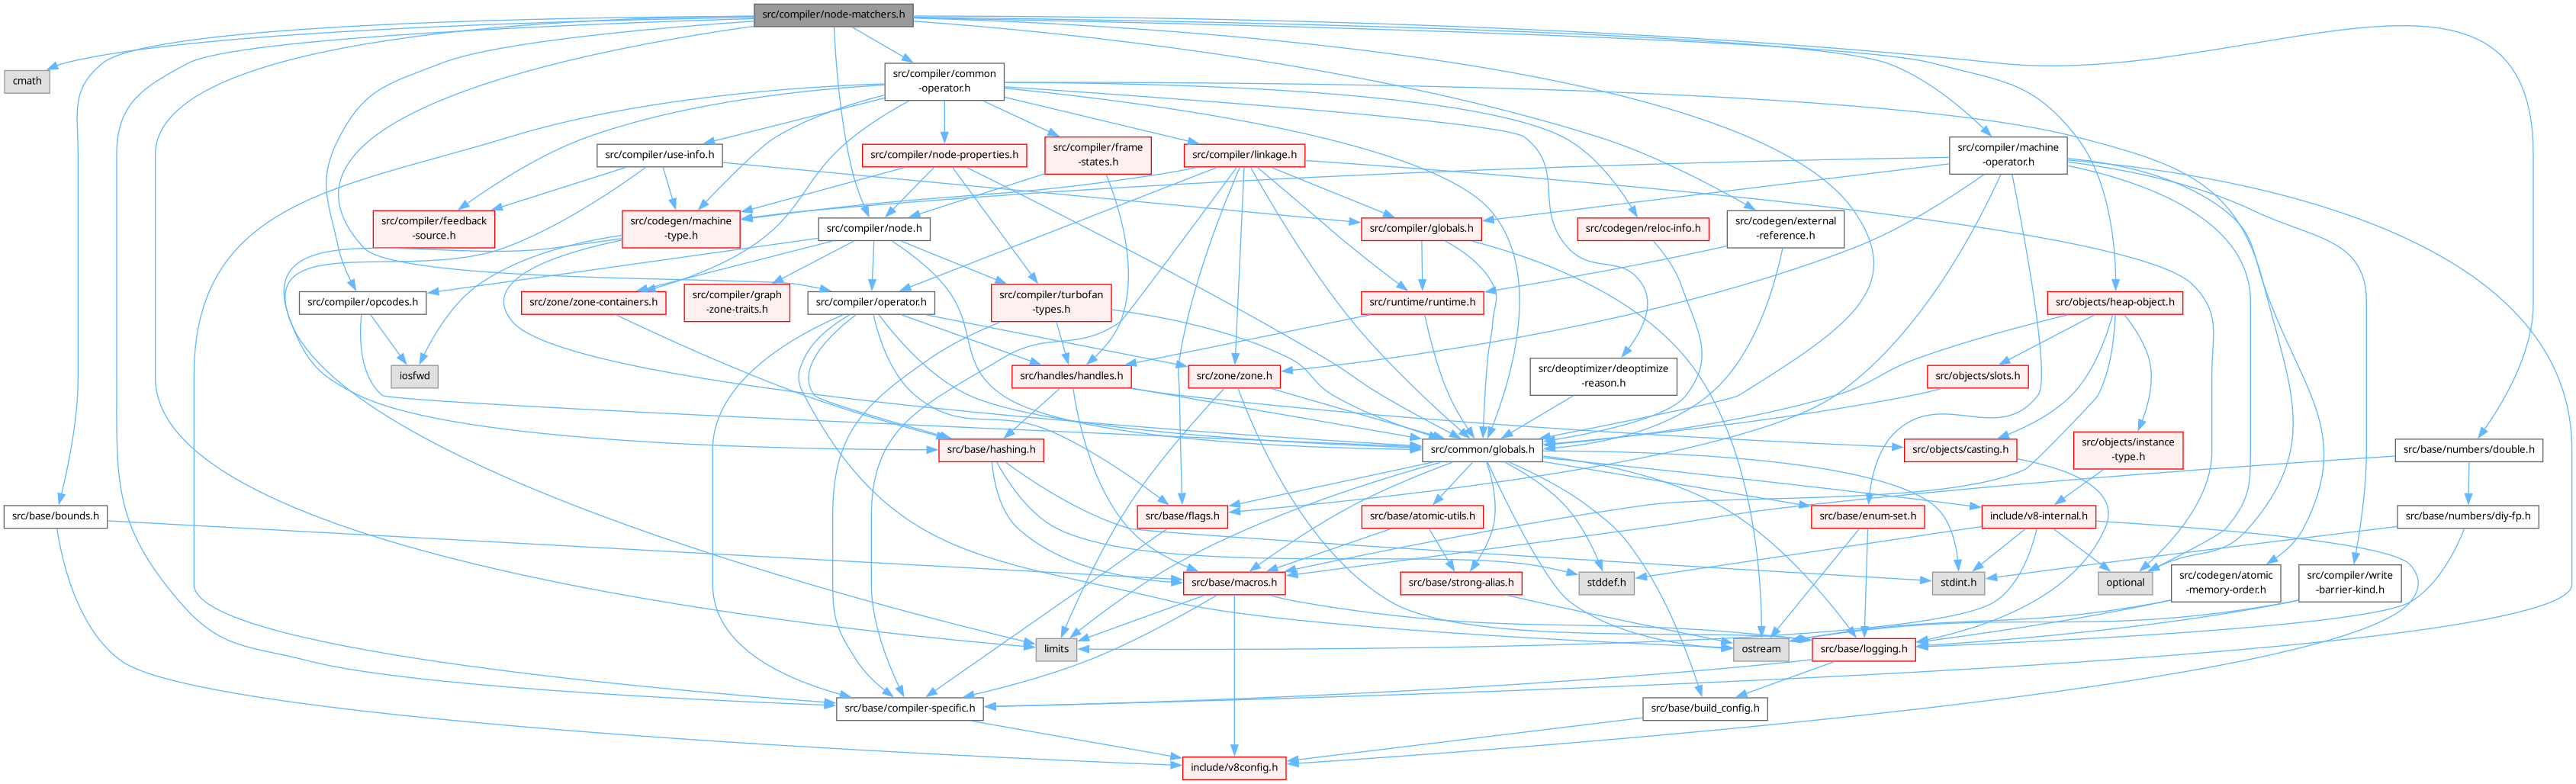 src/compiler/node-matchers.h
cmath
src/compiler/common
-operator.h
src/compiler/use-info.h
src/compiler/node-properties.h
src/compiler/frame
-states.h
src/compiler/linkage.h
src/compiler/machine
-operator.h
src/compiler/feedback
-source.h
src/codegen/machine
-type.h
src/compiler/node.h
src/compiler/globals.h
src/codegen/reloc-info.h
src/codegen/external
-reference.h
src/compiler/opcodes.h
src/zone/zone-containers.h
src/compiler/graph
-zone-traits.h
src/compiler/operator.h
src/compiler/turbofan
-types.h
src/runtime/runtime.h
src/objects/heap-object.h
iosfwd
src/handles/handles.h
src/zone/zone.h
src/deoptimizer/deoptimize
-reason.h
src/objects/slots.h
src/base/hashing.h
src/common/globals.h
src/objects/casting.h
src/objects/instance
-type.h
src/base/numbers/double.h
src/base/bounds.h
src/base/flags.h
src/base/atomic-utils.h
src/base/enum-set.h
include/v8-internal.h
src/base/numbers/diy-fp.h
src/base/macros.h
src/base/strong-alias.h
stddef.h
stdint.h
optional
src/codegen/atomic
-memory-order.h
src/compiler/write
-barrier-kind.h
limits
ostream
src/base/logging.h
src/base/compiler-specific.h
src/base/build_config.h
include/v8config.h